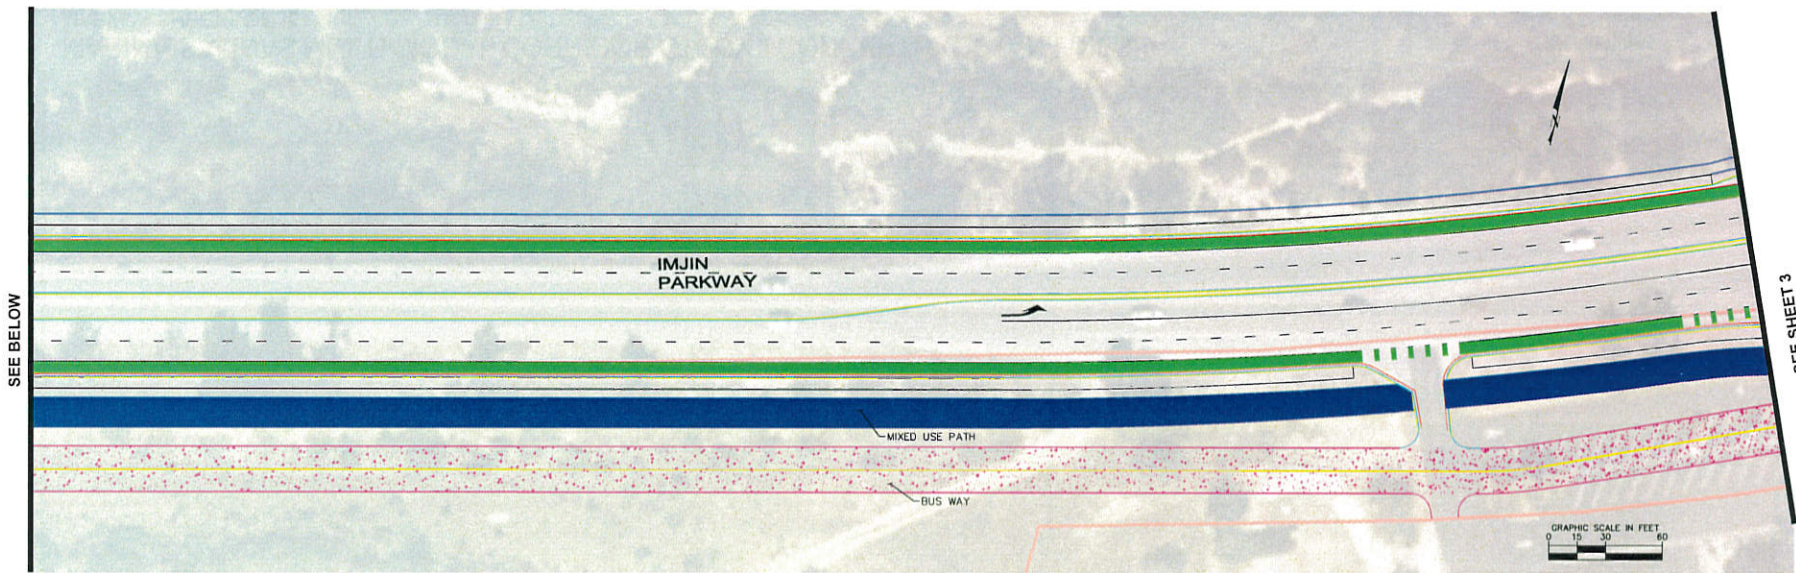 SEE BELOW
IMJIN
PARKWAY
MIXED USE PATH
BUS WAY
SEE SHEET 3
GRAPHIC SCALE IN FEET
0 15 30 60